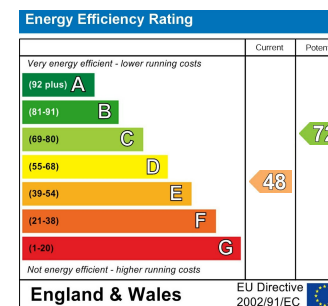 Energy Efficiency Rating
Current
Very energy efficient - lower running costs
(92 plus) A
(81-91) B
(69-80) C
72
(55-68) D
(39-54) E
48
(21-38) F
(1-20) G
Not energy efficient - higher running costs
England & Wales
EU Directive
2002/91/EC